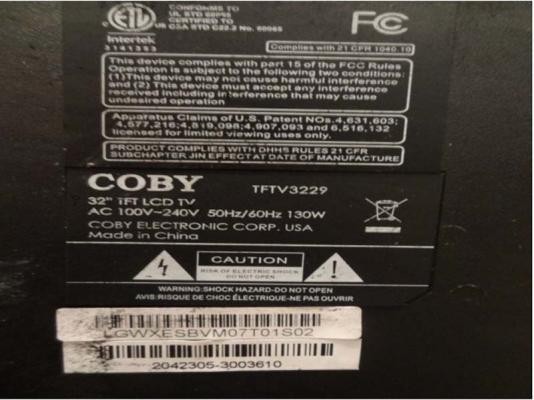 ETL
CONFORMS TO
UL STD 60065
CERTIFIED TO
CSA STD C22.2 No. 60065
FC
Intertek
3141353
Complies with 21 CFR 1040.10
This device complies with part 15 of the FCC Rules
Operation is subject to the following two conditions:
(1)This device may not cause harmful interference
and (2) This device must accept any interference
received including interference that may cause
undesired operation
Apparatus Claims of U.S. Patent NOs.4,631,603;
4,577,216;4,819,098;4,907,093 and 6,516,132
licensed for limited viewing uses only.
PRODUCT COMPLIES WITH DHHS RULES 21 CFR
SUBCHAPTER JIN EFFECT AT DATE OF MANUFACTURE
COBY TFTV3229
32" TFT LCD TV
AC 100V~240V 50Hz/60Hz 130W
COBY ELECTRONIC CORP. USA
Made in China
CAUTION
RISK OF ELECTRIC SHOCK
DO NOT OPEN
WARNING:SHOCK HAZARD-DO NOT OPEN
AVIS:RISQUE DE CHOC ÉLECTRIQUE-NE PAS OUVRIR
LGWXESBVM07T01S02
2042305-3003610